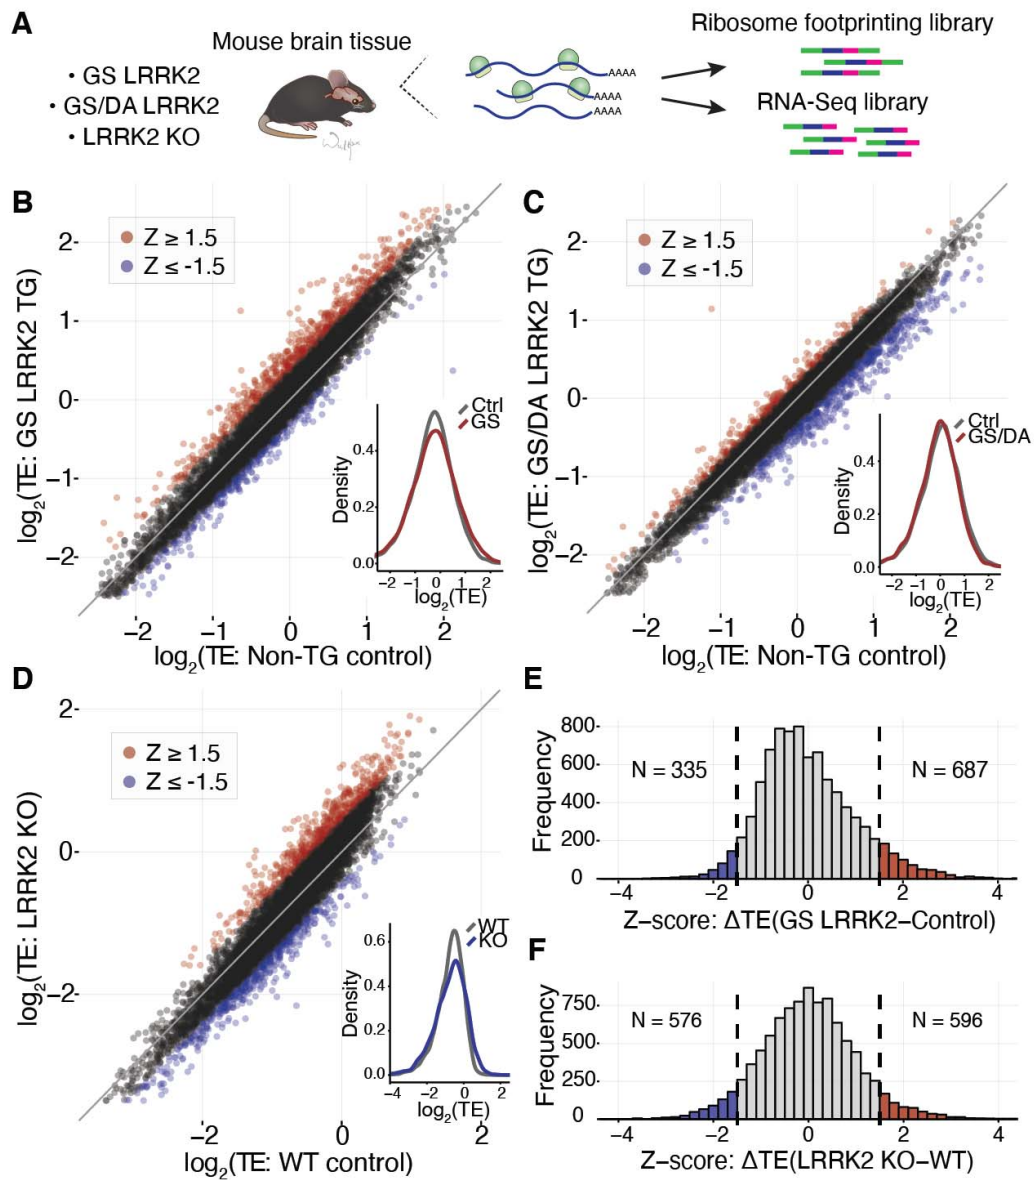 A
Mouse brain tissue
Ribosome footprinting library
• GS LRRK2
• GS/DA LRRK2
• LRRK2 KO
AAAA
AAAA
AAAA
RNA-Seq library
B
Z ≥ 1.5
Z ≤ -1.5
log2(TE: GS LRRK2 TG)
2
1
0
−1
−2
−2 −1 0 1 2
log2(TE: Non-TG control)
Ctrl
GS
Density
0.4
0.2
0.0
−2 −1 0 1 2
log2(TE)
C
Z ≥ 1.5
Z ≤ -1.5
log2(TE: GS/DA LRRK2 TG)
2
1
0
−1
−2
−2 −1 0 1 2
log2(TE: Non-TG control)
Ctrl
GS/DA
Density
0.4
0.2
0.0
−2 −1 0 1 2
log2(TE)
D
Z ≥ 1.5
Z ≤ -1.5
log2(TE: LRRK2 KO)
2
0
−2
−2 0 2
log2(TE: WT control)
WT
KO
Density
0.6
0.4
0.2
0.0
−4 −2 0 2
log2(TE)
E
Frequency
800
600
400
200
0
N = 335
N = 687
−4 −2 0 2 4
Z−score: ΔTE(GS LRRK2−Control)
F
Frequency
750
500
250
0
N = 576
N = 596
−4 −2 0 2 4
Z−score: ΔTE(LRRK2 KO−WT)